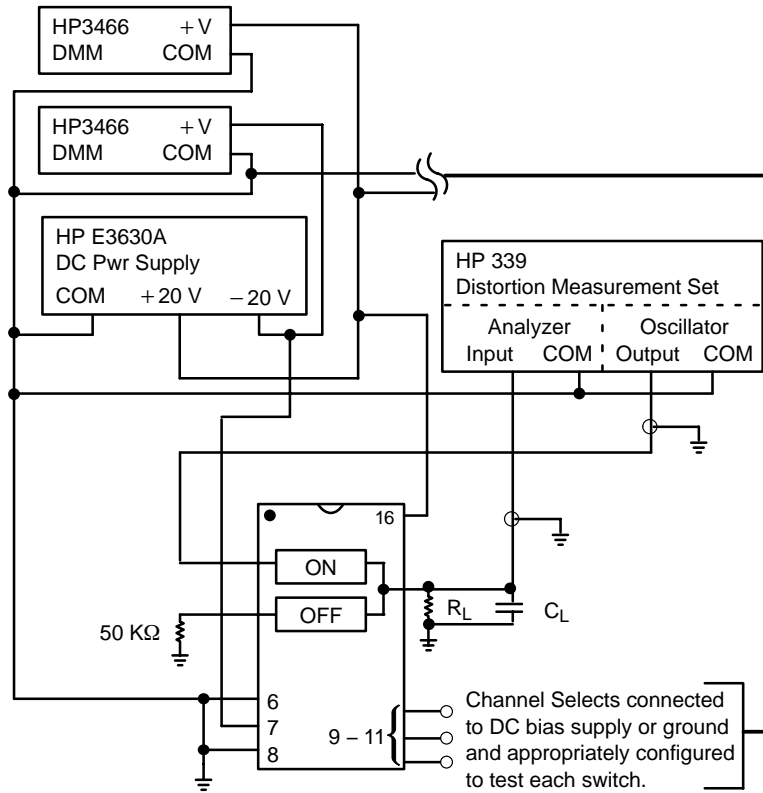 HP3466 +V
DMM COM
HP3466 +V
DMM COM
HP E3630A
DC Pwr Supply
COM +20 V −20 V
HP 339
Distortion Measurement Set
Analyzer Oscillator
Input COM Output COM
16
ON
OFF
50 KΩ
RL
CL
6
7
8
9 – 11
Channel Selects connected
to DC bias supply or ground
and appropriately configured
to test each switch.